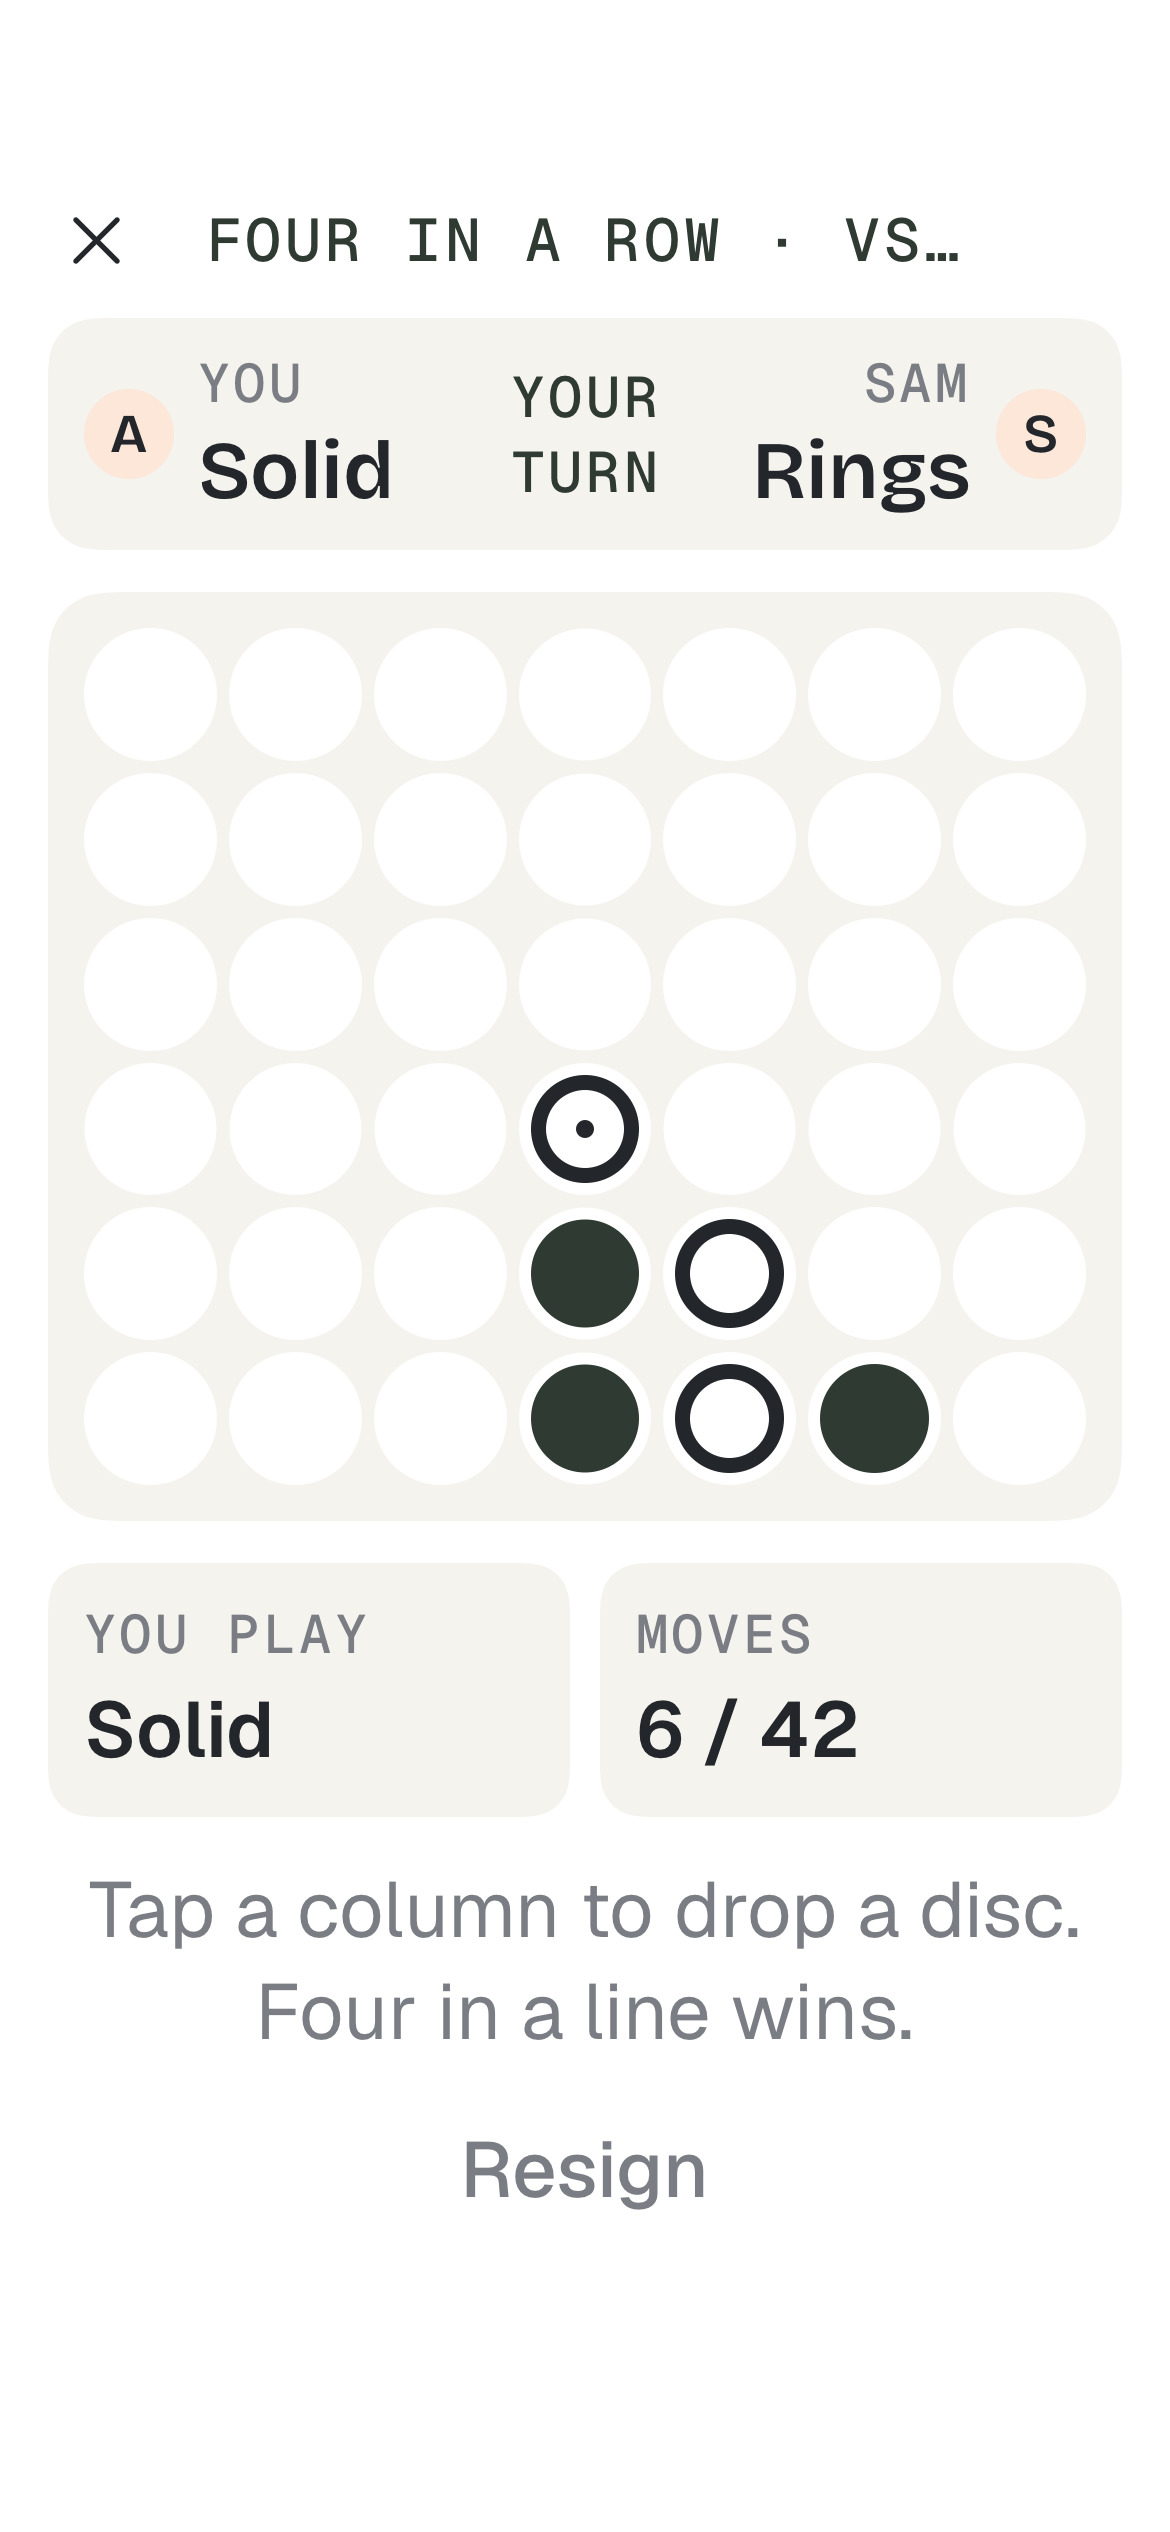 FOUR IN A ROW · VS…
A
YOU
Solid
YOUR
TURN
SAM
Rings
S
YOU PLAY
Solid
MOVES
6 / 42
Tap a column to drop a disc.
Four in a line wins.
Resign